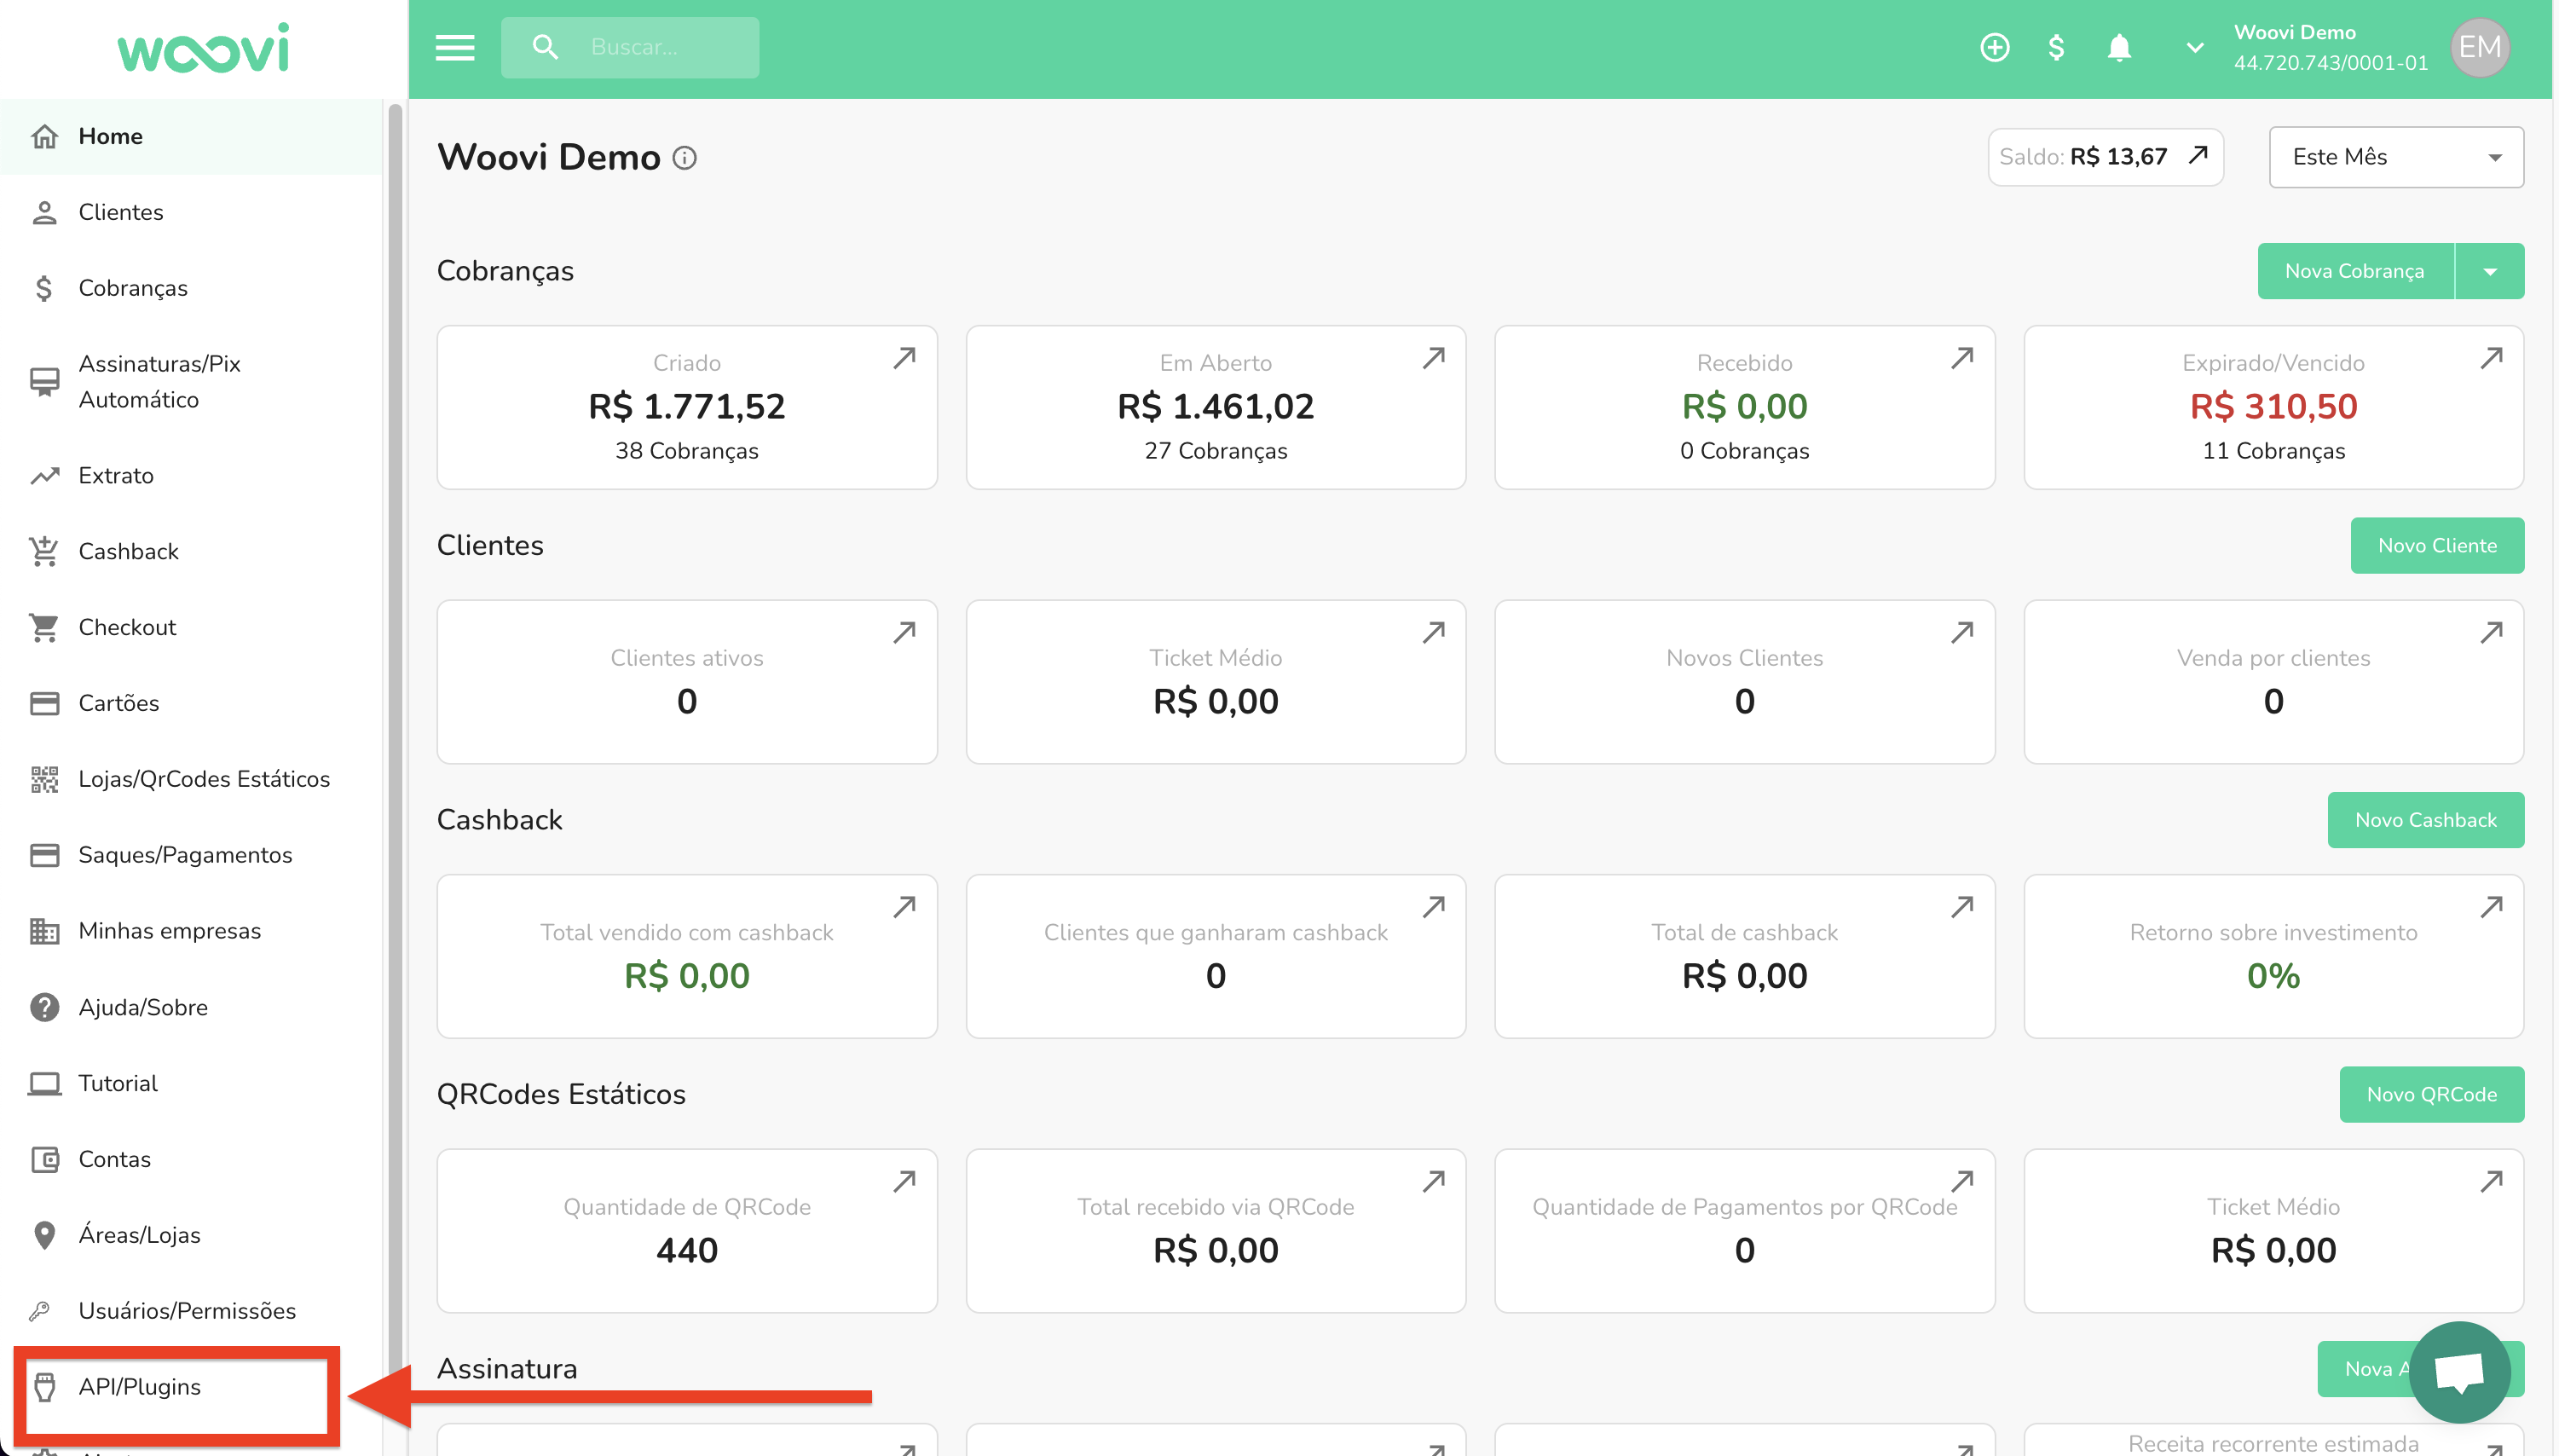 woovi
Buscar...
Woovi Demo
44.720.743/0001-01
EM
Home
Clientes
Cobranças
Assinaturas/Pix
Automático
Extrato
Cashback
Checkout
Cartões
Lojas/QrCodes Estáticos
Saques/Pagamentos
Minhas empresas
Ajuda/Sobre
Tutorial
Contas
Áreas/Lojas
Usuários/Permissões
API/Plugins
Woovi Demo
Saldo: R$ 13,67
Este Mês
Cobranças
Nova Cobrança
Criado
R$ 1.771,52
38 Cobranças
Em Aberto
R$ 1.461,02
27 Cobranças
Recebido
R$ 0,00
0 Cobranças
Expirado/Vencido
R$ 310,50
11 Cobranças
Clientes
Novo Cliente
Clientes ativos
0
Ticket Médio
R$ 0,00
Novos Clientes
0
Venda por clientes
0
Cashback
Novo Cashback
Total vendido com cashback
R$ 0,00
Clientes que ganharam cashback
0
Total de cashback
R$ 0,00
Retorno sobre investimento
0%
QRCodes Estáticos
Novo QRCode
Quantidade de QRCode
440
Total recebido via QRCode
R$ 0,00
Quantidade de Pagamentos por QRCode
0
Ticket Médio
R$ 0,00
Assinatura
Nova A
Receita recorrente estimada